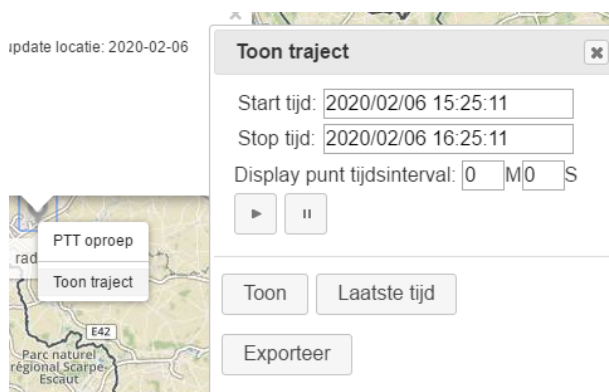 update locatie: 2020-02-06
Toon traject
Start tijd: 2020/02/06 15:25:11
Stop tijd: 2020/02/06 16:25:11
Display punt tijdsinterval: 0 M 0 S
PTT oproep
rad
Toon traject
Toon Laatste tijd
Exporteer
E42
Parc naturel
régional Scarpe-
Escaut